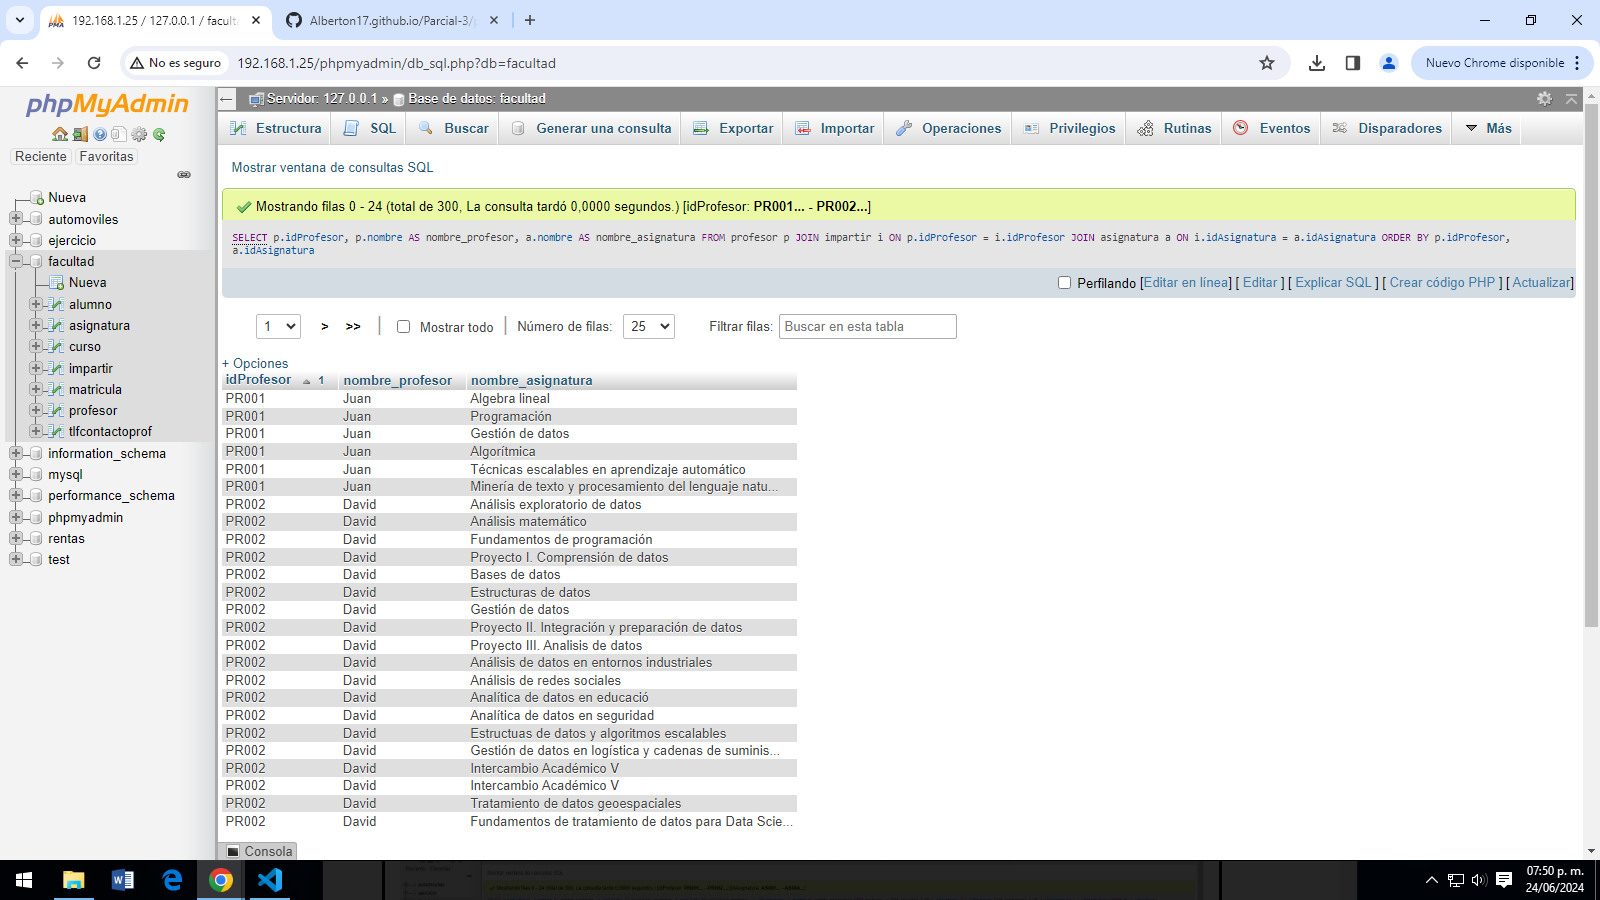 192.168.1.25 / 127.0.0.1 / facult
Alberton17.github.io/Parcial-3/
No es seguro
192.168.1.25/phpmyadmin/db_sql.php?db=facultad
Nuevo Chrome disponible
phpMyAdmin
Reciente
Favoritas
Nueva
automoviles
ejercicio
facultad
Nueva
alumno
asignatura
curso
impartir
matricula
profesor
tlfcontactoprof
information_schema
mysql
performance_schema
phpmyadmin
rentas
test
Servidor: 127.0.0.1 » Base de datos: facultad
Estructura SQL Buscar Generar una consulta Exportar Importar Operaciones Privilegios Rutinas Eventos Disparadores Más
Mostrar ventana de consultas SQL
Mostrando filas 0 - 24 (total de 300, La consulta tardó 0,0000 segundos.) [idProfesor: PR001... - PR002...]
SELECT p.idProfesor, p.nombre AS nombre_profesor, a.nombre AS nombre_asignatura FROM profesor p JOIN impartir i ON p.idProfesor = i.idProfesor JOIN asignatura a ON i.idAsignatura = a.idAsignatura ORDER BY p.idProfesor,
a.idAsignatura
Perfilando [Editar en línea] [ Editar ] [ Explicar SQL ] [ Crear código PHP ] [ Actualizar]
1 > >> Mostrar todo Número de filas: 25 Filtrar filas: Buscar en esta tabla
+ Opciones
idProfesor 1 nombre_profesor nombre_asignatura
PR001 Juan Algebra lineal
PR001 Juan Programación
PR001 Juan Gestión de datos
PR001 Juan Algorítmica
PR001 Juan Técnicas escalables en aprendizaje automático
PR001 Juan Minería de texto y procesamiento del lenguaje natu...
PR002 David Análisis exploratorio de datos
PR002 David Análisis matemático
PR002 David Fundamentos de programación
PR002 David Proyecto I. Comprensión de datos
PR002 David Bases de datos
PR002 David Estructuras de datos
PR002 David Gestión de datos
PR002 David Proyecto II. Integración y preparación de datos
PR002 David Proyecto III. Analisis de datos
PR002 David Análisis de datos en entornos industriales
PR002 David Análisis de redes sociales
PR002 David Analítica de datos en educació
PR002 David Analítica de datos en seguridad
PR002 David Estructuas de datos y algoritmos escalables
PR002 David Gestión de datos en logística y cadenas de suminis...
PR002 David Intercambio Académico V
PR002 David Intercambio Académico V
PR002 David Tratamiento de datos geoespaciales
PR002 David Fundamentos de tratamiento de datos para Data Scie...
Consola
07:50 p. m.
24/06/2024